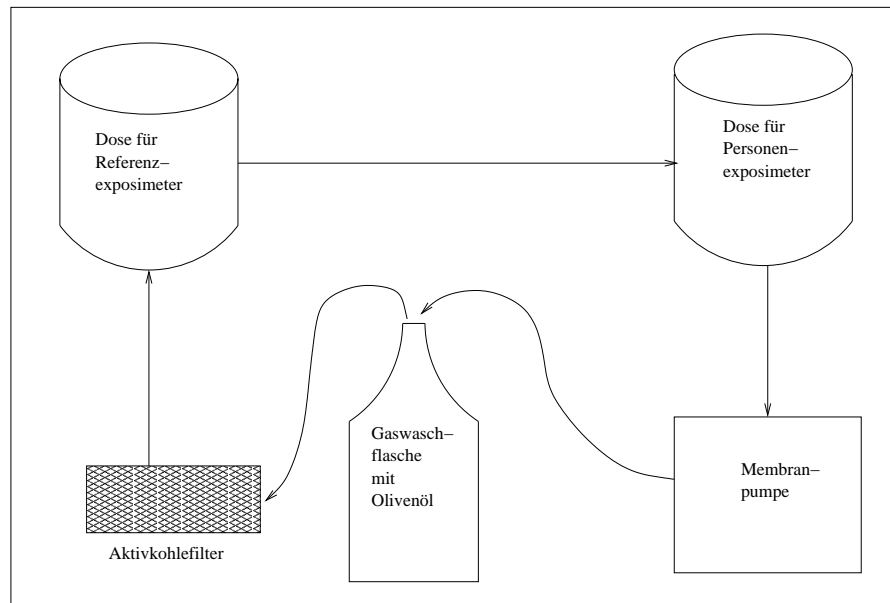 Dose für
Referenz–
exposimeter
Dose für
Personen–
exposimeter
Gaswasch–
flasche
mit
Olivenöl
Membran–
pumpe
Aktivkohlefilter